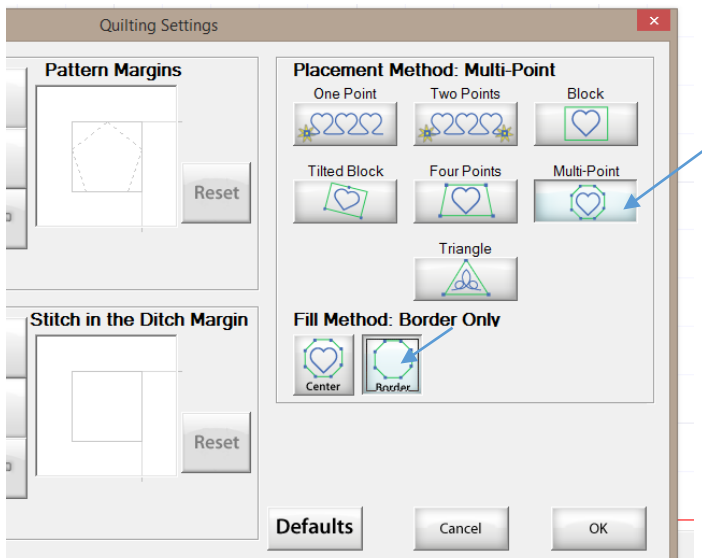 Quilting Settings
Pattern Margins
Reset
Placement Method: Multi-Point
One Point Two Points Block
Tilted Block Four Points Multi-Point
Triangle
Stitch in the Ditch Margin
Reset
Fill Method: Border Only
Center Border
Defaults Cancel OK